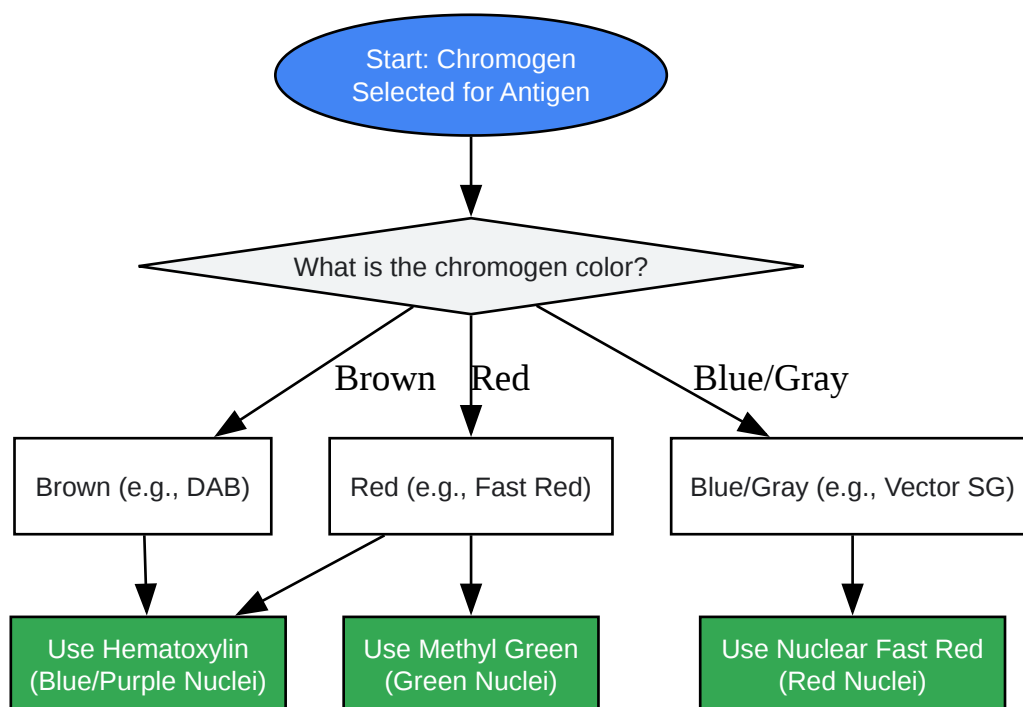 Start: Chromogen
Selected for Antigen
What is the chromogen color?
Brown
Red
Blue/Gray
Brown (e.g., DAB)
Red (e.g., Fast Red)
Blue/Gray (e.g., Vector SG)
Use Hematoxylin
(Blue/Purple Nuclei)
Use Methyl Green
(Green Nuclei)
Use Nuclear Fast Red
(Red Nuclei)